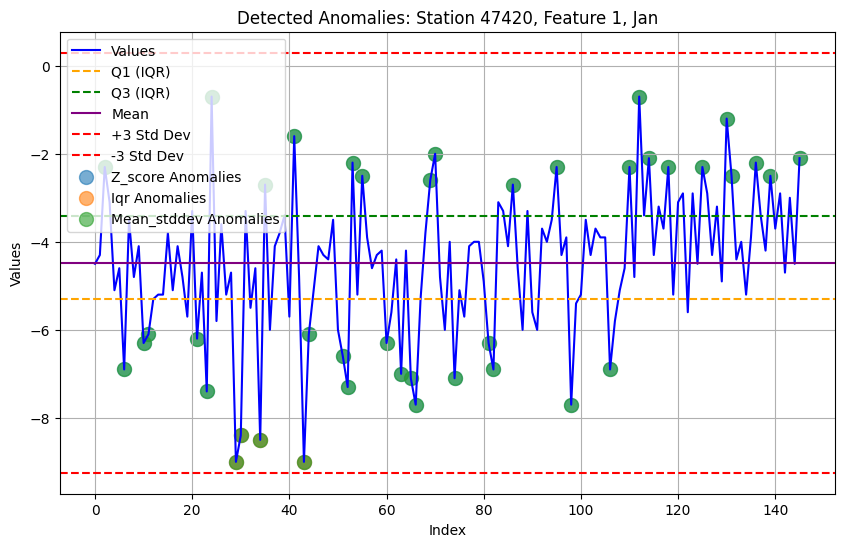 Detected Anomalies: Station 47420, Feature 1, Jan
Values
Q1 (IQR)
Q3 (IQR)
Mean
+3 Std Dev
-3 Std Dev
Z_score Anomalies
Iqr Anomalies
Mean_stddev Anomalies
Values
0
−2
−4
−6
−8
0 20 40 60 80 100 120 140
Index